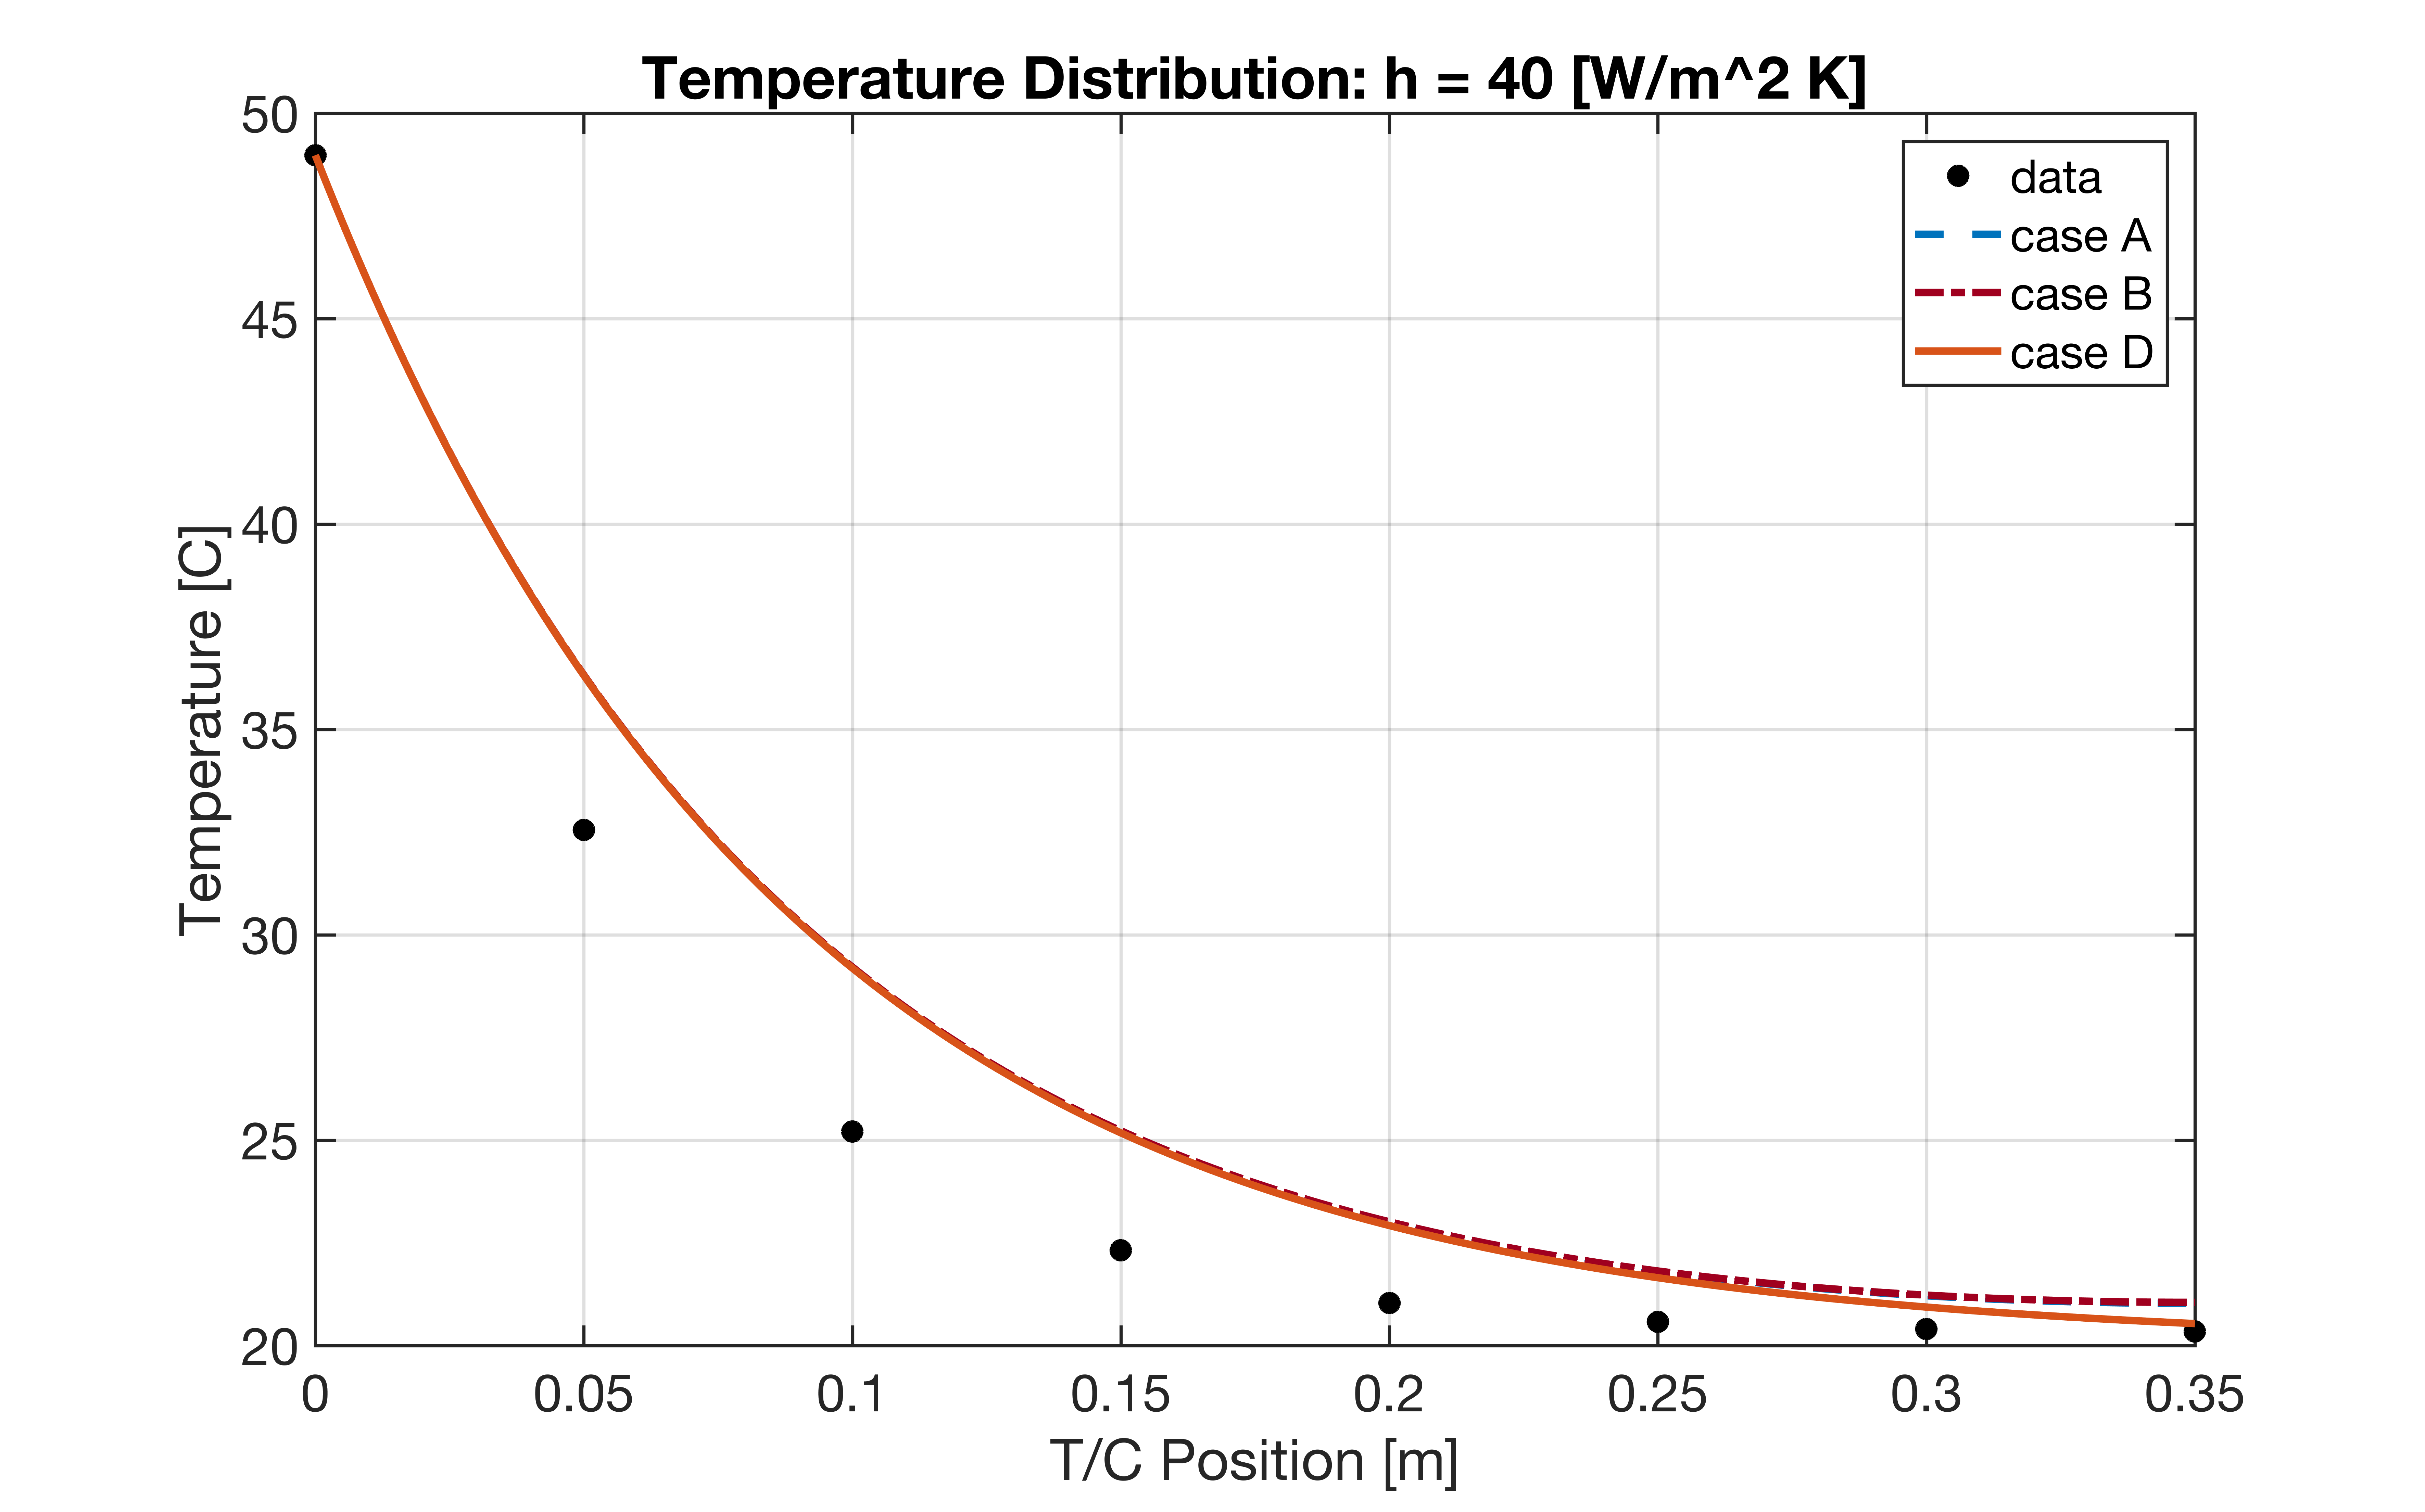 Temperature Distribution: h = 40 [W/m^2 K]
50
45
40
35
30
25
20
Temperature [C]
data
case A
case B
case D
0 0.05 0.1 0.15 0.2 0.25 0.3 0.35
T/C Position [m]